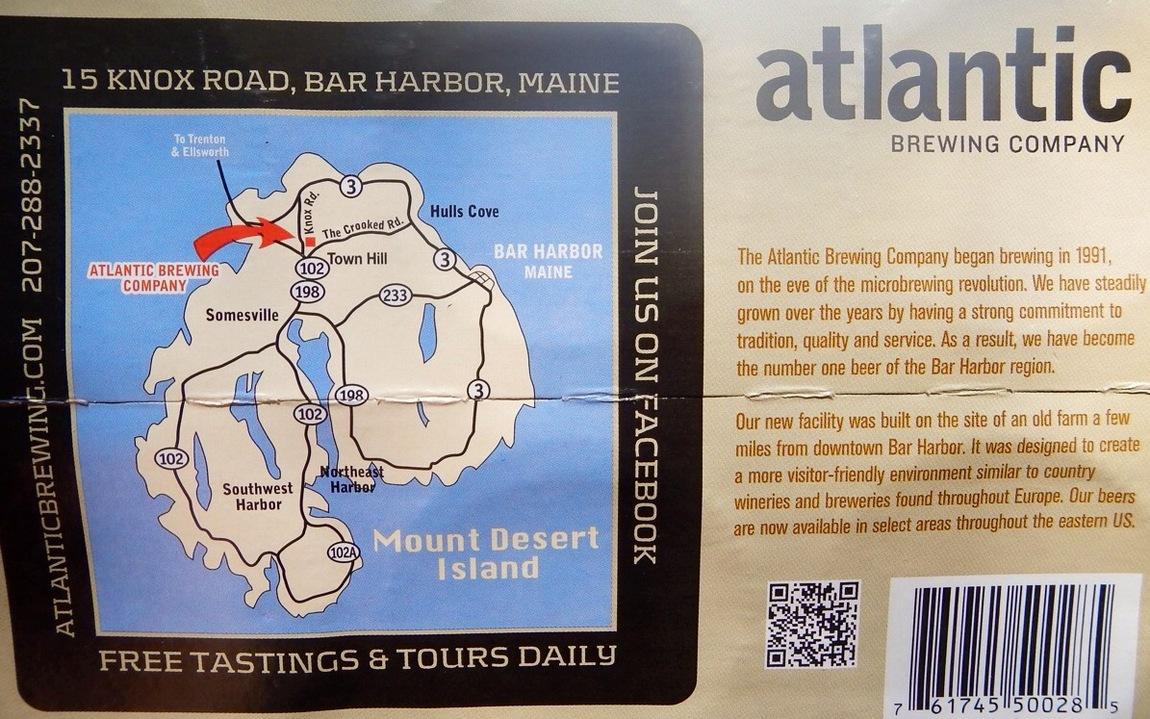 15 KNOX ROAD, BAR HARBOR, MAINE
ATLANTICBREWING.COM 207-288-2337
JOIN US ON FACEBOOK
FREE TASTINGS & TOURS DAILY
To Trenton
& Ellsworth
3
Knox Rd.
The Crooked Rd.
Hulls Cove
ATLANTIC BREWING
COMPANY
Town Hill
102
3
BAR HARBOR
MAINE
198
233
Somesville
198
3
102
102
Northeast
Harbor
Southwest
Harbor
102A
Mount Desert
Island
atlantic
BREWING COMPANY
The Atlantic Brewing Company began brewing in 1991,
on the eve of the microbrewing revolution. We have steadily
grown over the years by having a strong commitment to
tradition, quality and service. As a result, we have become
the number one beer of the Bar Harbor region.
Our new facility was built on the site of an old farm a few
miles from downtown Bar Harbor. It was designed to create
a more visitor-friendly environment similar to country
wineries and breweries found throughout Europe. Our beers
are now available in select areas throughout the eastern US.
7 61745 50028 5